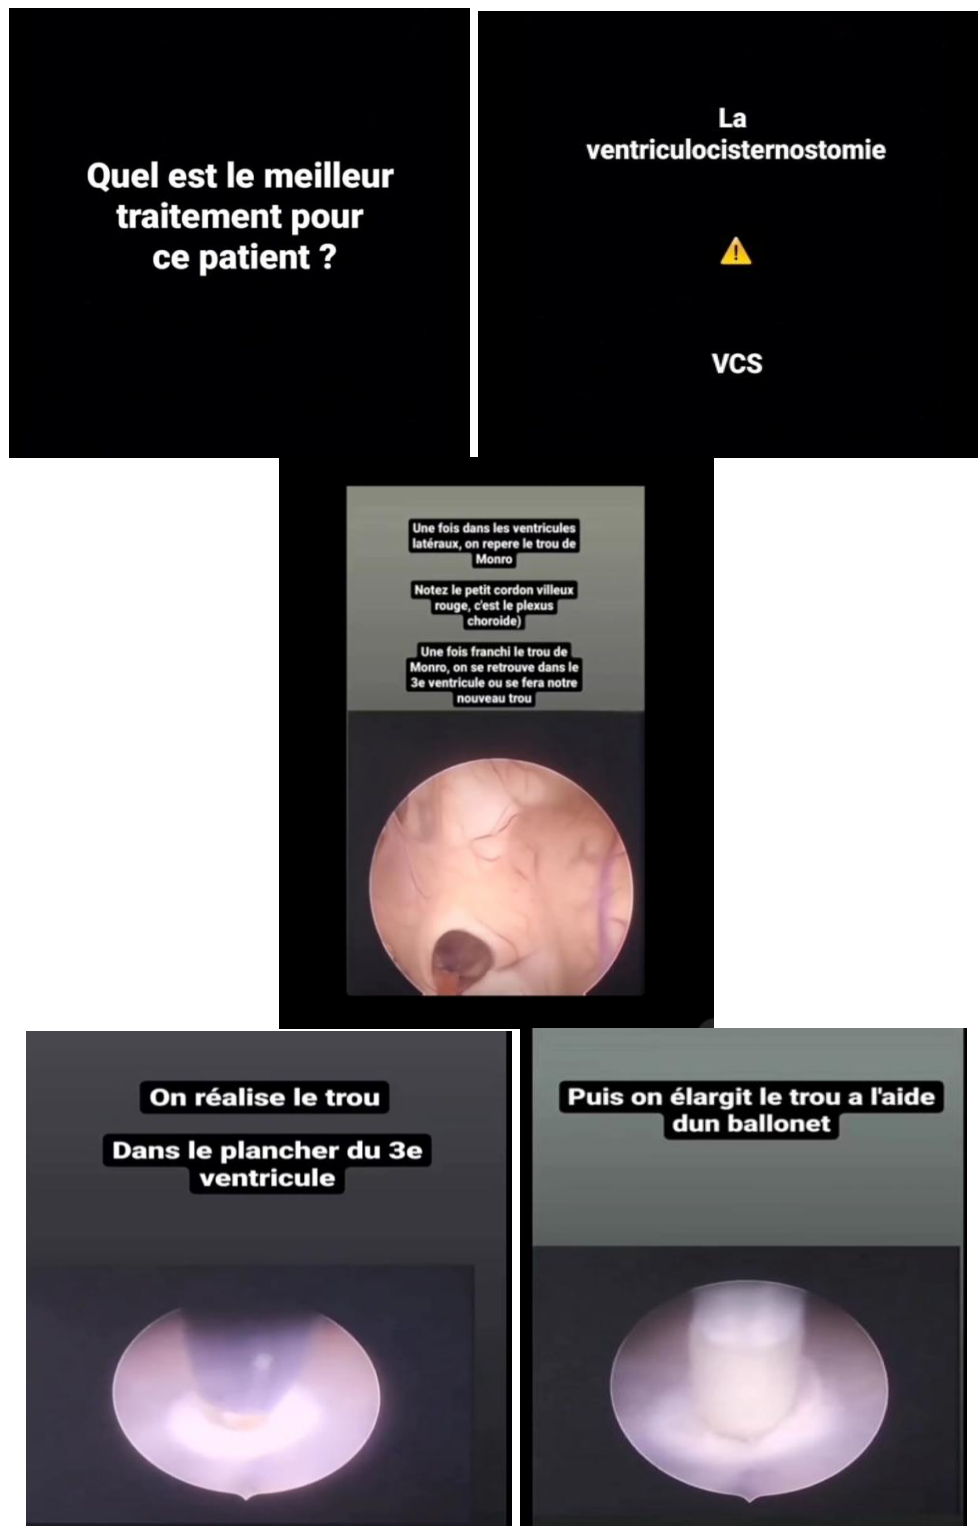 Quel est le meilleur
traitement pour
ce patient ?
La
ventriculocisternostomie
VCS
Une fois dans les ventricules
latéraux, on repere le trou de
Monro
Notez le petit cordon villeux
rouge, c'est le plexus
choroide)
Une fois franchi le trou de
Monro, on se retrouve dans le
3e ventricule ou se fera notre
nouveau trou
On réalise le trou
Dans le plancher du 3e
ventricule
Puis on élargit le trou a l'aide
dun ballonet